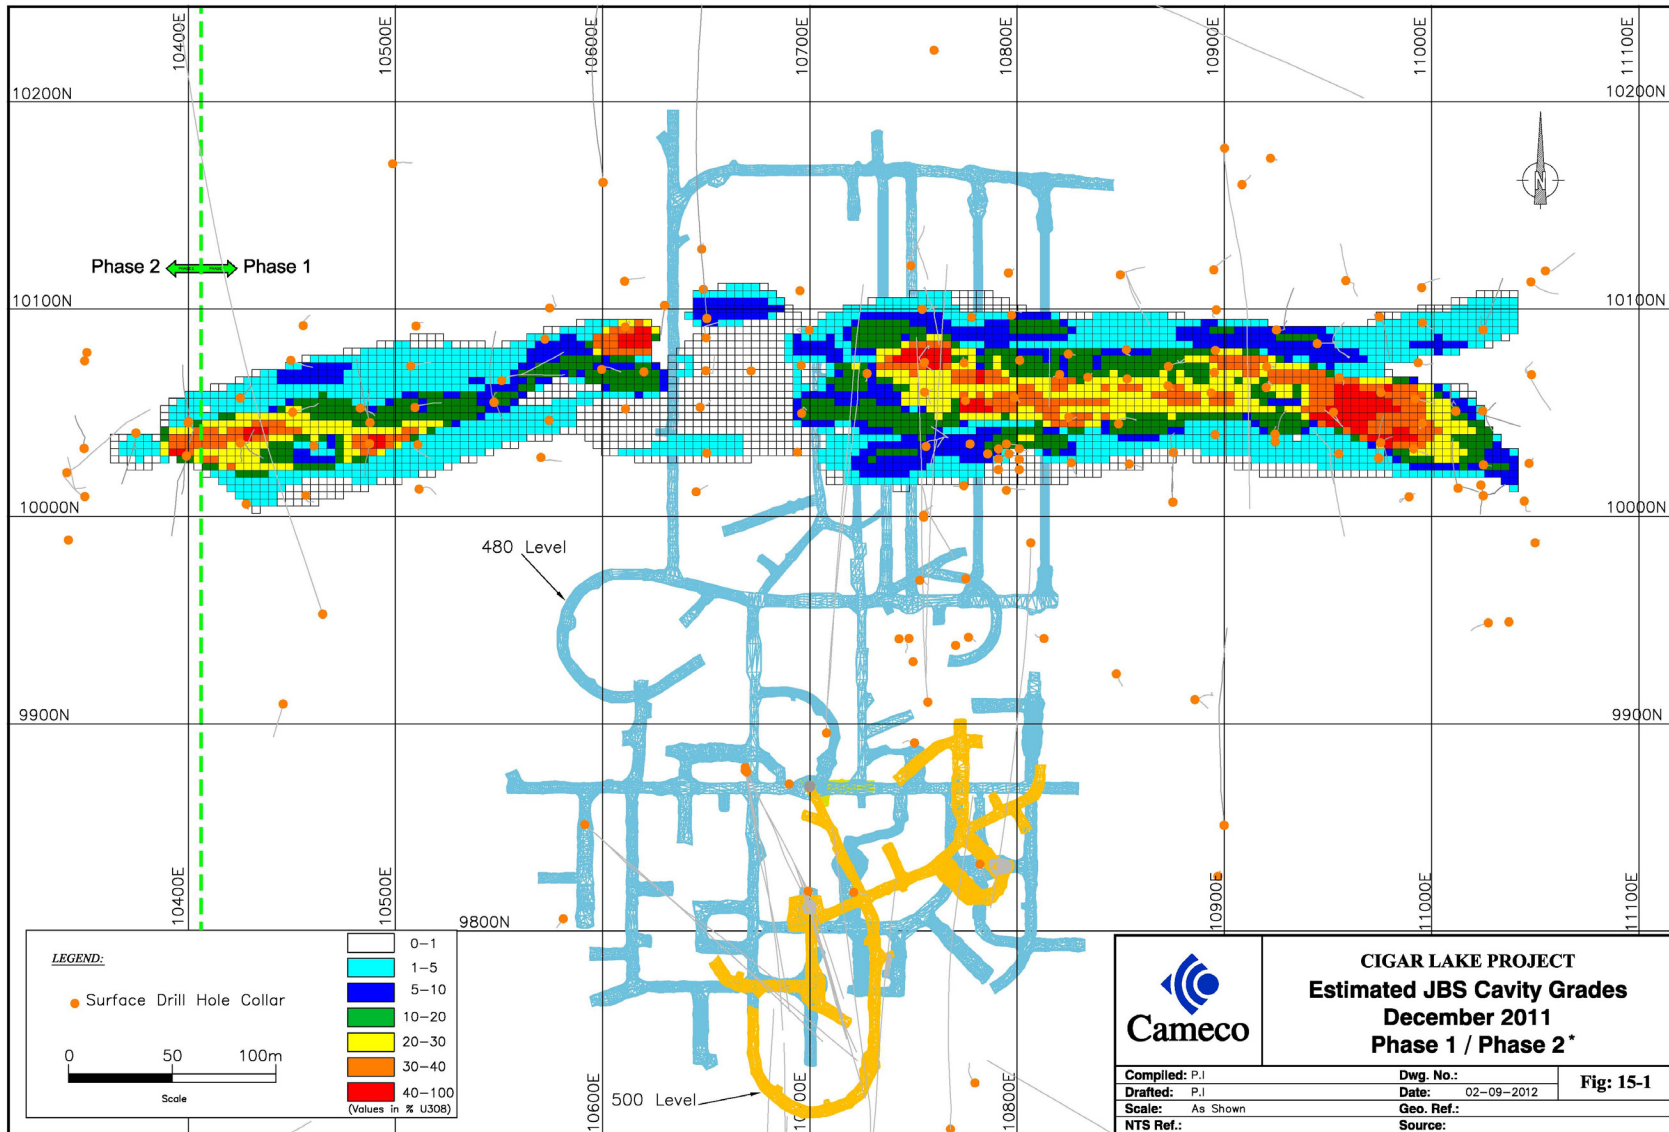 10400E
10500E
10600E
10700E
10800E
10900E
11000E
11100E
10200N
10200N
Phase 2
Phase 1
10100N
10100N
10000N
10000N
480 Level
9900N
9900N
10400E
10500E
10900E
11000E
11100E
9800N
LEGEND:
Surface Drill Hole Collar
0
50
100m
Scale
0-1
1-5
5-10
10-20
20-30
30-40
40-100
(Values in % U308)
10600E
10700E
10800E
500 Level
N
Cameco
CIGAR LAKE PROJECT
Estimated JBS Cavity Grades
December 2011
Phase 1 / Phase 2*
Compiled: P.I
Dwg. No.:
Fig: 15-1
Drafted: P.I
Date: 02-09-2012
Scale: As Shown
Geo. Ref.:
NTS Ref.:
Source: